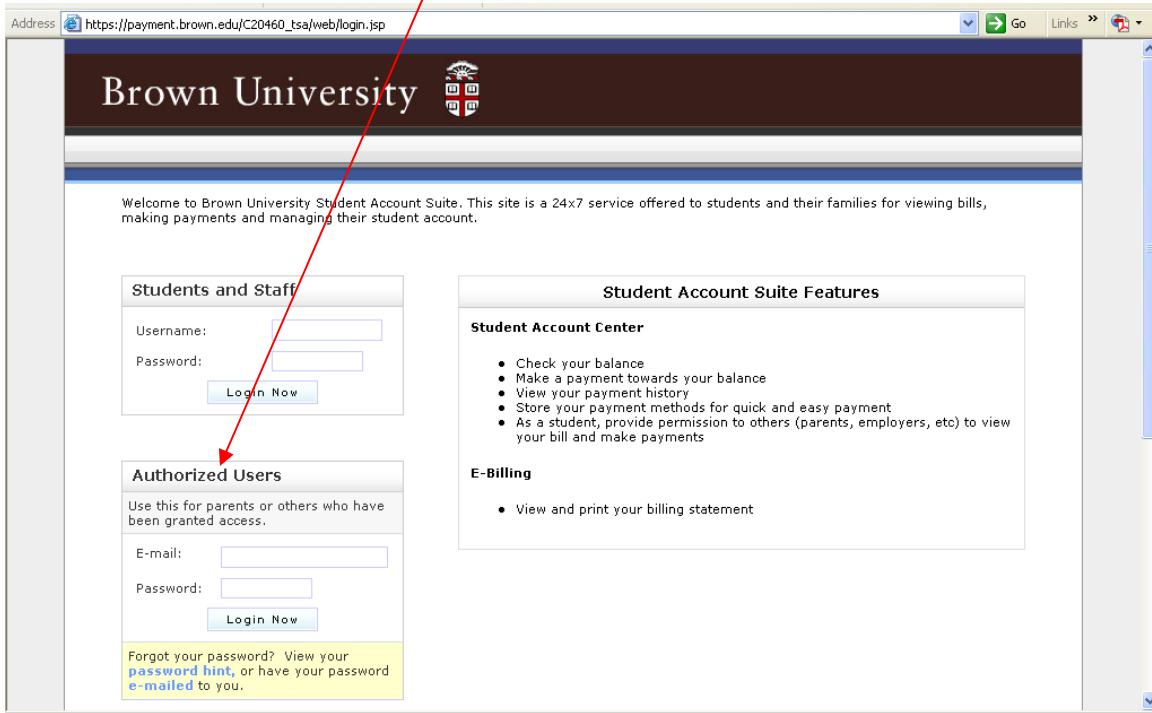 Address https://payment.brown.edu/C20460_tsa/web/login.jsp Go Links »
Brown University
Welcome to Brown University Student Account Suite. This site is a 24x7 service offered to students and their families for viewing bills,
making payments and managing their student account.
Students and Staff
Username:
Password:
Login Now
Authorized Users
Use this for parents or others who have
been granted access.
E-mail:
Password:
Login Now
Forgot your password? View your
password hint, or have your password
e-mailed to you.
Student Account Suite Features
Student Account Center
• Check your balance
• Make a payment towards your balance
• View your payment history
• Store your payment methods for quick and easy payment
• As a student, provide permission to others (parents, employers, etc) to view
your bill and make payments
E-Billing
• View and print your billing statement